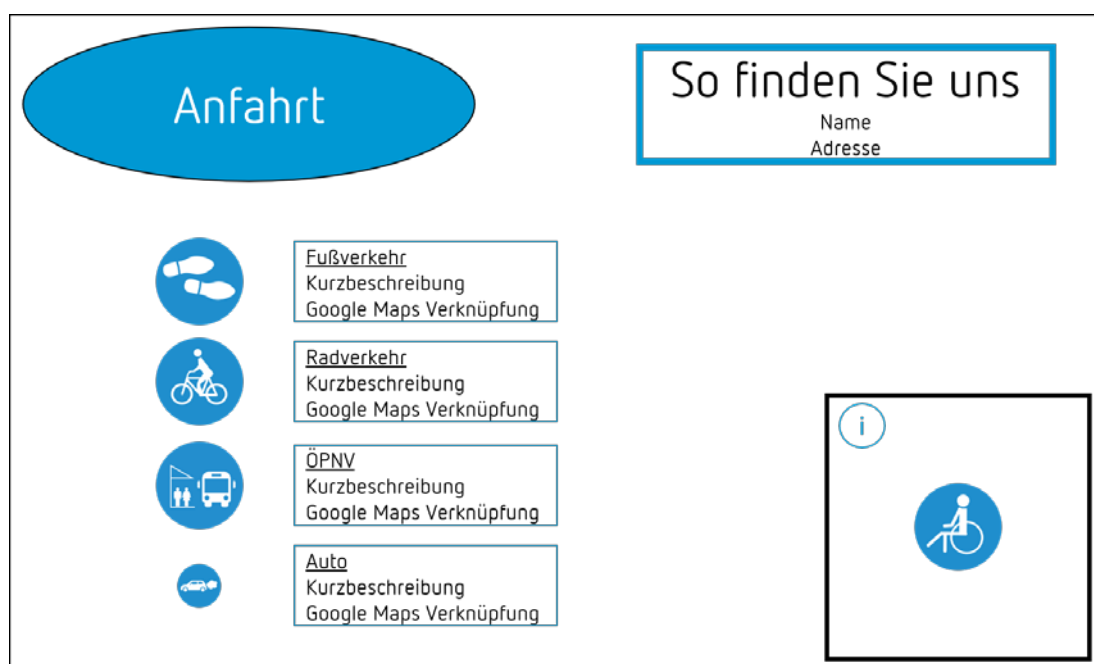 Anfahrt
So finden Sie uns
Name
Adresse
Fußverkehr
Kurzbeschreibung
Google Maps Verknüpfung
Radverkehr
Kurzbeschreibung
Google Maps Verknüpfung
ÖPNV
Kurzbeschreibung
Google Maps Verknüpfung
Auto
Kurzbeschreibung
Google Maps Verknüpfung
i